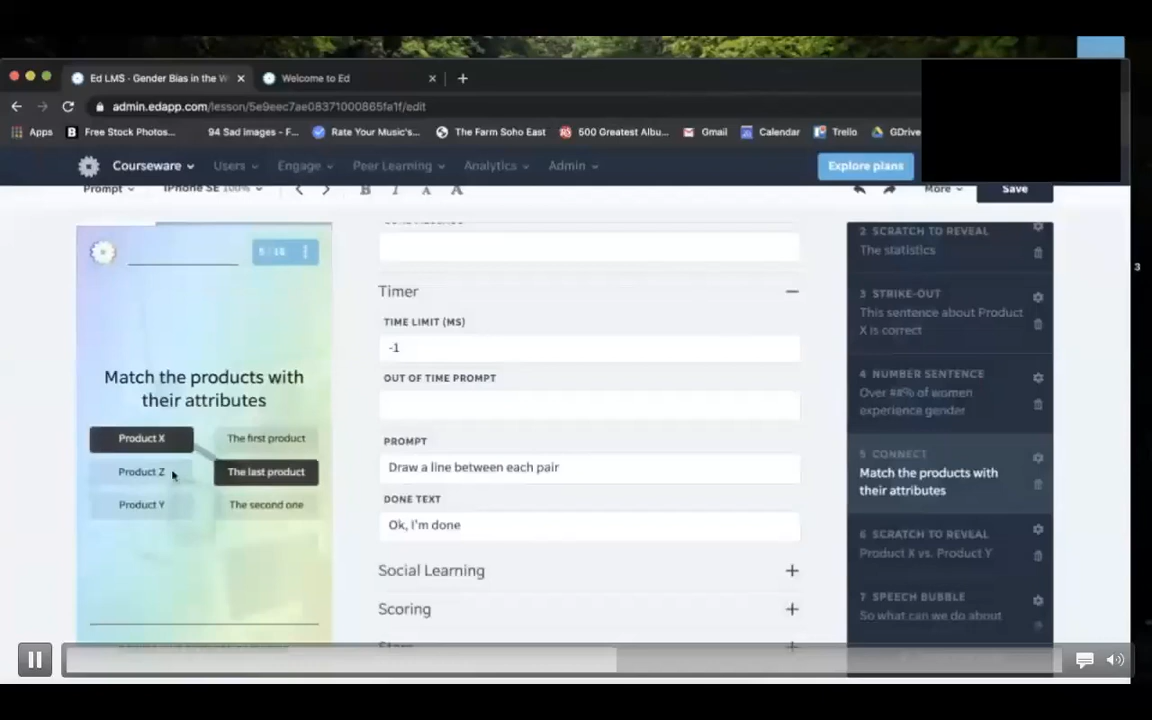 Ed LMS - Gender Bias in the W
Welcome to Ed
admin.edapp.com/lesson/5e9eec7ae08371000865fa1f/edit
Apps
Free Stock Photos...
94 Sad images - F...
Rate Your Music's...
The Farm Soho East
500 Greatest Albu...
Gmail
Calendar
Trello
GDrive
Courseware
Users
Engage
Peer Learning
Analytics
Admin
Explore plans
Prompt
iPhone SE 100%
B I A A
More
Save
Match the products with
their attributes
Product X
The first product
Product Z
The last product
Product Y
The second one
Timer
TIME LIMIT (MS)
-1
OUT OF TIME PROMPT
PROMPT
Draw a line between each pair
DONE TEXT
Ok, I'm done
Social Learning
Scoring
2 SCRATCH TO REVEAL
The statistics
3 STRIKE-OUT
This sentence about Product
X is correct
4 NUMBER SENTENCE
Over ##% of women
experience gender
5 CONNECT
Match the products with
their attributes
6 SCRATCH TO REVEAL
Product X vs. Product Y
7 SPEECH BUBBLE
So what can we do about
3